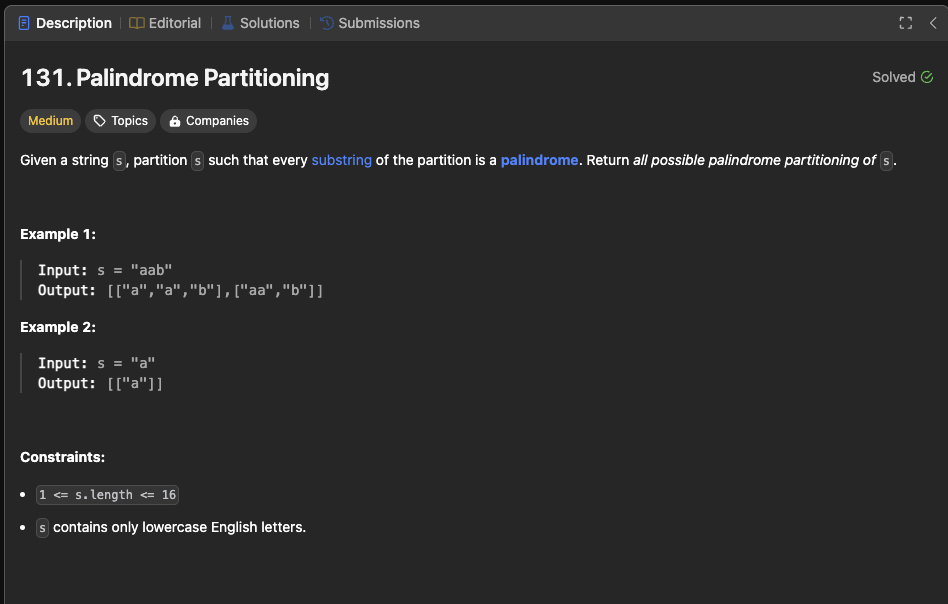 Description | Editorial | Solutions | Submissions
131. Palindrome Partitioning
Solved
Medium Topics Companies
Given a string s, partition s such that every substring of the partition is a palindrome. Return all possible palindrome partitioning of s.
Example 1:
Input: s = "aab"
Output: [["a","a","b"],["aa","b"]]
Example 2:
Input: s = "a"
Output: [["a"]]
Constraints:
• 1 <= s.length <= 16
• s contains only lowercase English letters.